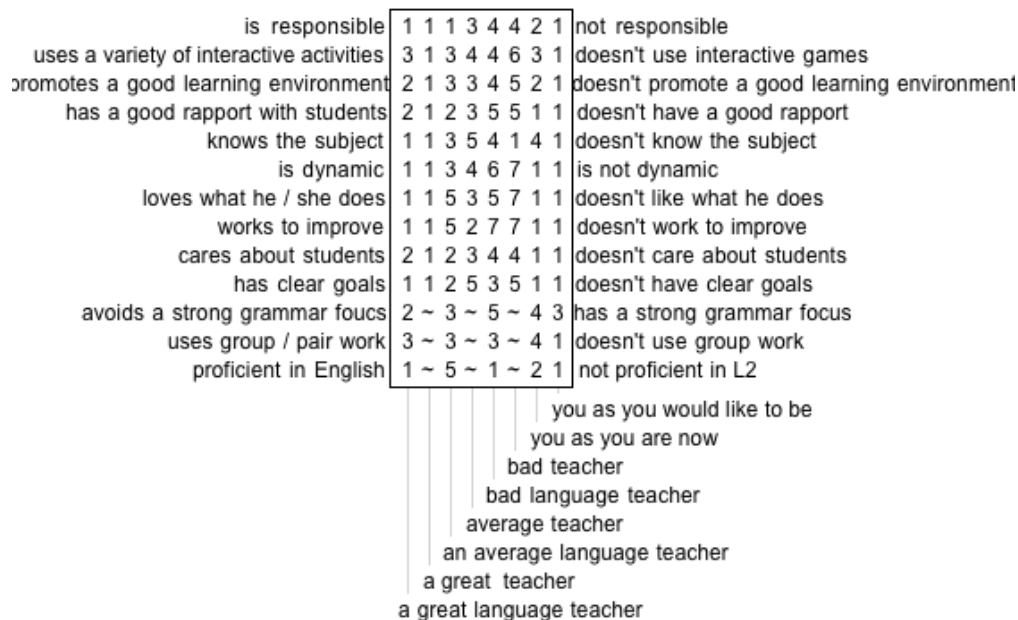 is responsible 1 1 1 3 4 4 2 1 not responsible
uses a variety of interactive activities 3 1 3 4 4 6 3 1 doesn't use interactive games
promotes a good learning environment 2 1 3 3 4 5 2 1 doesn't promote a good learning environment
has a good rapport with students 2 1 2 3 5 5 1 1 doesn't have a good rapport
knows the subject 1 1 3 5 4 1 4 1 doesn't know the subject
is dynamic 1 1 3 4 6 7 1 1 is not dynamic
loves what he / she does 1 1 5 3 5 7 1 1 doesn't like what he does
works to improve 1 1 5 2 7 7 1 1 doesn't work to improve
cares about students 2 1 2 3 4 4 1 1 doesn't care about students
has clear goals 1 1 2 5 3 5 1 1 doesn't have clear goals
avoids a strong grammar foucs 2 ~ 3 ~ 5 ~ 4 3 has a strong grammar focus
uses group / pair work 3 ~ 3 ~ 3 ~ 4 1 doesn't use group work
proficient in English 1 ~ 5 ~ 1 ~ 2 1 not proficient in L2
you as you would like to be
you as you are now
bad teacher
bad language teacher
average teacher
an average language teacher
a great teacher
a great language teacher